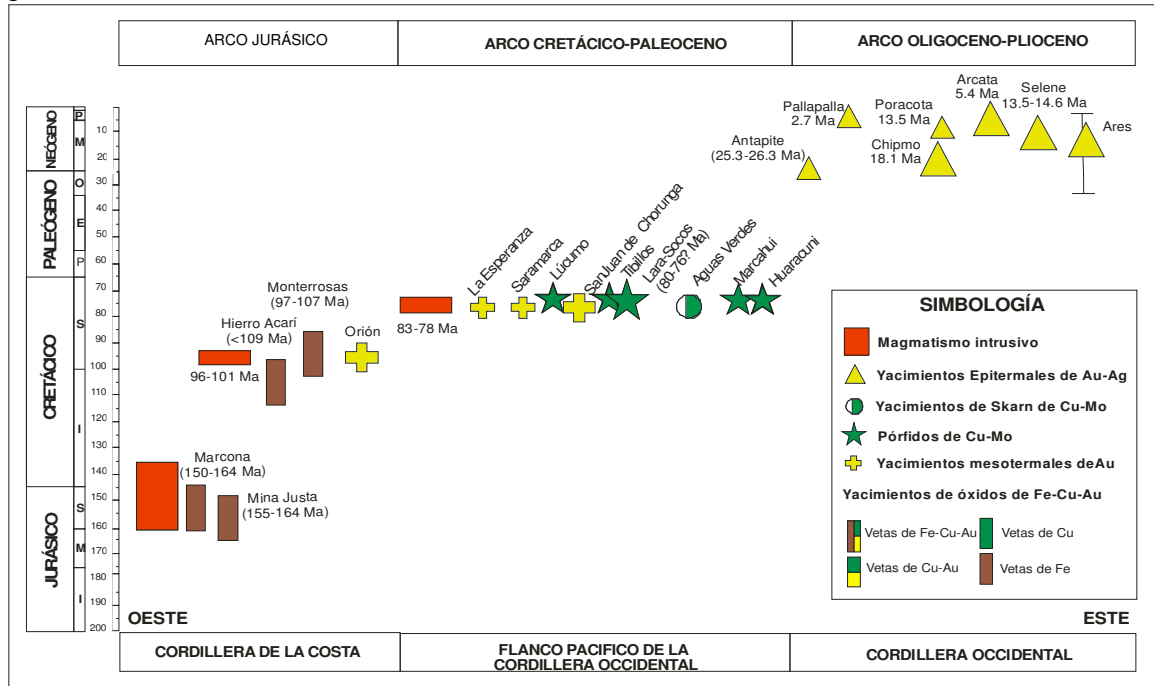 ARCO JURÁSICO
ARCO CRETÁCICO-PALEOCENO
ARCO OLIGOCENO-PLIOCENO
NEÓGENO
PALEÓGENO
CRETÁCICO
JURÁSICO
P
M
O
E
P
S
I
S
M
I
10
20
30
40
50
60
70
80
90
100
110
120
130
140
150
160
170
180
190
200
Marcona
(150-164 Ma)
Mina Justa
(155-164 Ma)
96-101 Ma
Hierro Acarí
(<109 Ma)
Monterrosas
(97-107 Ma)
Orión
83-78 Ma
La Esperanza
Saramarca
Lúcumo
SanJuan de Chorunga
Tibillos
Lara-Socos
(80-76? Ma)
Aguas Verdes
Marcahui
Huaracuni
Antapite
(25.3-26.3 Ma)
Pallapalla
2.7 Ma
Poracota
13.5 Ma
Chipmo
18.1 Ma
Arcata
5.4 Ma
Selene
13.5-14.6 Ma
Ares
SIMBOLOGÍA
Magmatismo intrusivo
Yacimientos Epitermales de Au-Ag
Yacimientos de Skarn de Cu-Mo
Pórfidos de Cu-Mo
Yacimientos mesotermales deAu
Yacimientos de óxidos de Fe-Cu-Au
Vetas de Fe-Cu-Au
Vetas de Cu
Vetas de Cu-Au
Vetas de Fe
OESTE
ESTE
CORDILLERA DE LA COSTA
FLANCO PACIFICO DE LA
CORDILLERA OCCIDENTAL
CORDILLERA OCCIDENTAL